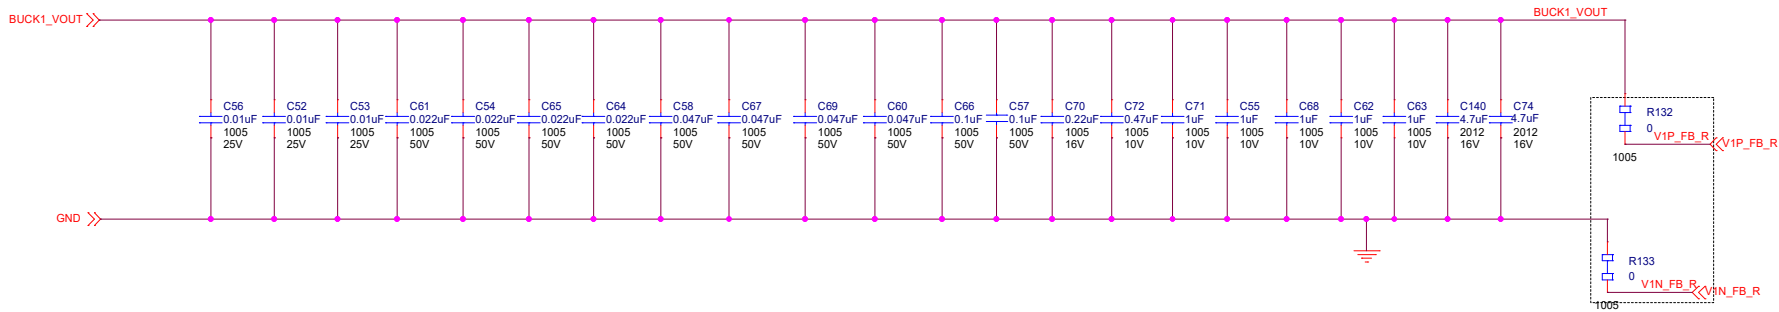 BUCK1_VOUT
BUCK1_VOUT
C56
0.01uF
1005
25V
C52
0.01uF
1005
25V
C53
0.01uF
1005
25V
C61
0.022uF
1005
50V
C54
0.022uF
1005
50V
C65
0.022uF
1005
50V
C64
0.022uF
1005
50V
C58
0.047uF
1005
50V
C67
0.047uF
1005
50V
C69
0.047uF
1005
50V
C60
0.047uF
1005
50V
C66
0.1uF
1005
50V
C57
0.1uF
1005
50V
C70
0.22uF
1005
16V
C72
0.47uF
1005
10V
C71
1uF
1005
10V
C55
1uF
1005
10V
C68
1uF
1005
10V
C62
1uF
1005
10V
C63
1uF
1005
10V
C140
4.7uF
2012
16V
C74
4.7uF
2012
16V
R132
0
V1P_FB_R
V1P_FB_R
1005
GND
R133
0
V1N_FB_R
V1N_FB_R
1005